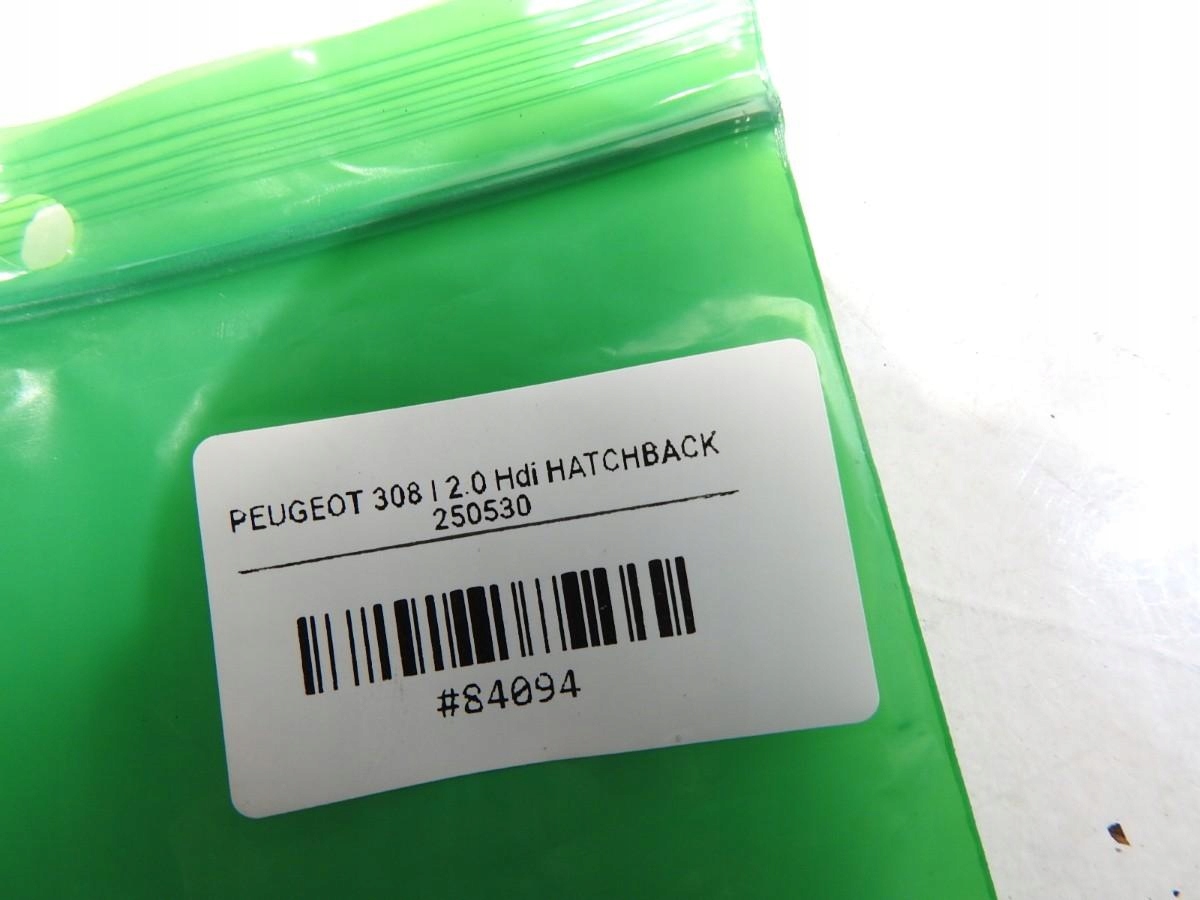 PEUGEOT 308 I 2.0 Hdi HATCHBACK
250530
#84094